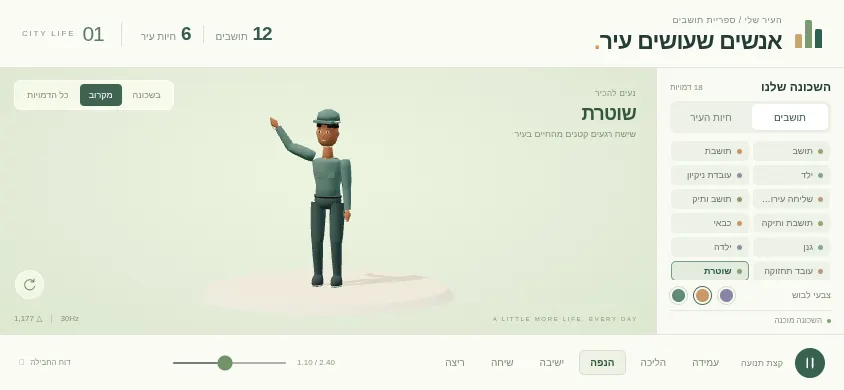 העיר שלי / ספריית תושבים
אנשים שעושים עיר.
12 תושבים
6 חיות עיר
CITY LIFE 01
השכונה שלנו
18 דמויות
תושבים
חיות העיר
תושב
תושבת
ילד
עובדת ניקיון
שליחה עירו...
תושב ותיק
תושבת ותיקה
כבאי
גנן
ילדה
עובד תחזוקה
שוטרת
צבעי לבוש
השכונה מוכנה
בשכונה
מקרוב
כל הדמויות
נעים להכיר
שוטרת
שישה רגעים קטנים מהחיים בעיר
1,177 △ | 30Hz
A LITTLE MORE LIFE, EVERY DAY
קצת תנועה
עמידה
הליכה
הנפה
ישיבה
שיחה
ריצה
1.10 / 2.40
דוח החבילה